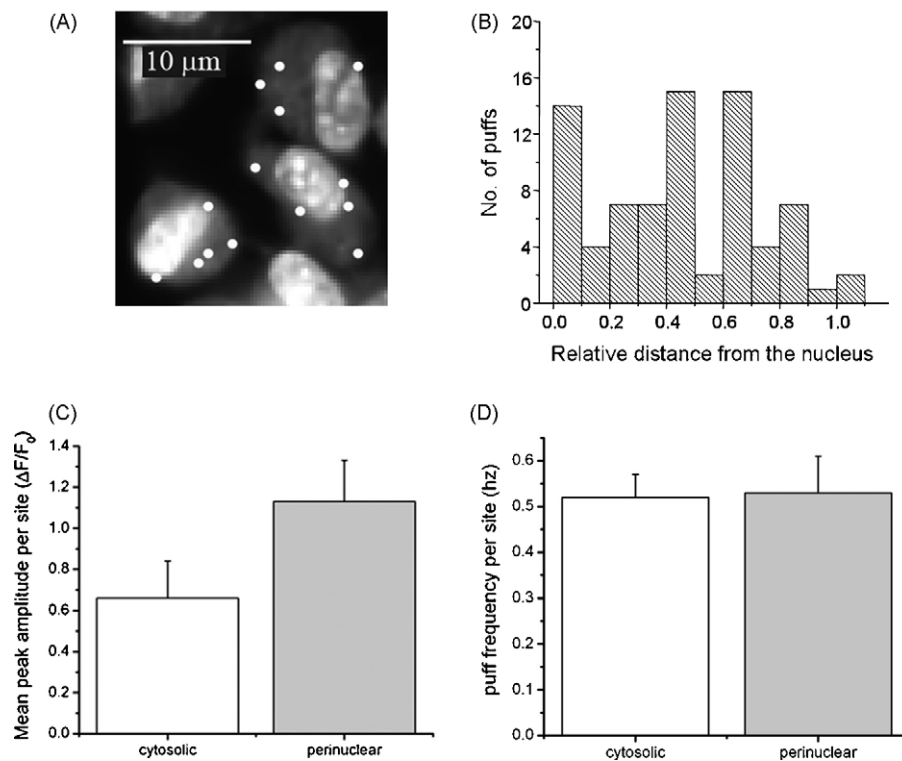 (A)
10 μm
(B)
No. of puffs
20
16
12
8
4
0
0.0 0.2 0.4 0.6 0.8 1.0
Relative distance from the nucleus
(C)
Mean peak amplitude per site (ΔF/F₀)
1.4
1.2
1.0
0.8
0.6
0.4
0.2
0.0
cytosolic perinuclear
(D)
puff frequency per site (hz)
0.6
0.5
0.4
0.3
0.2
0.1
0.0
cytosolic perinuclear